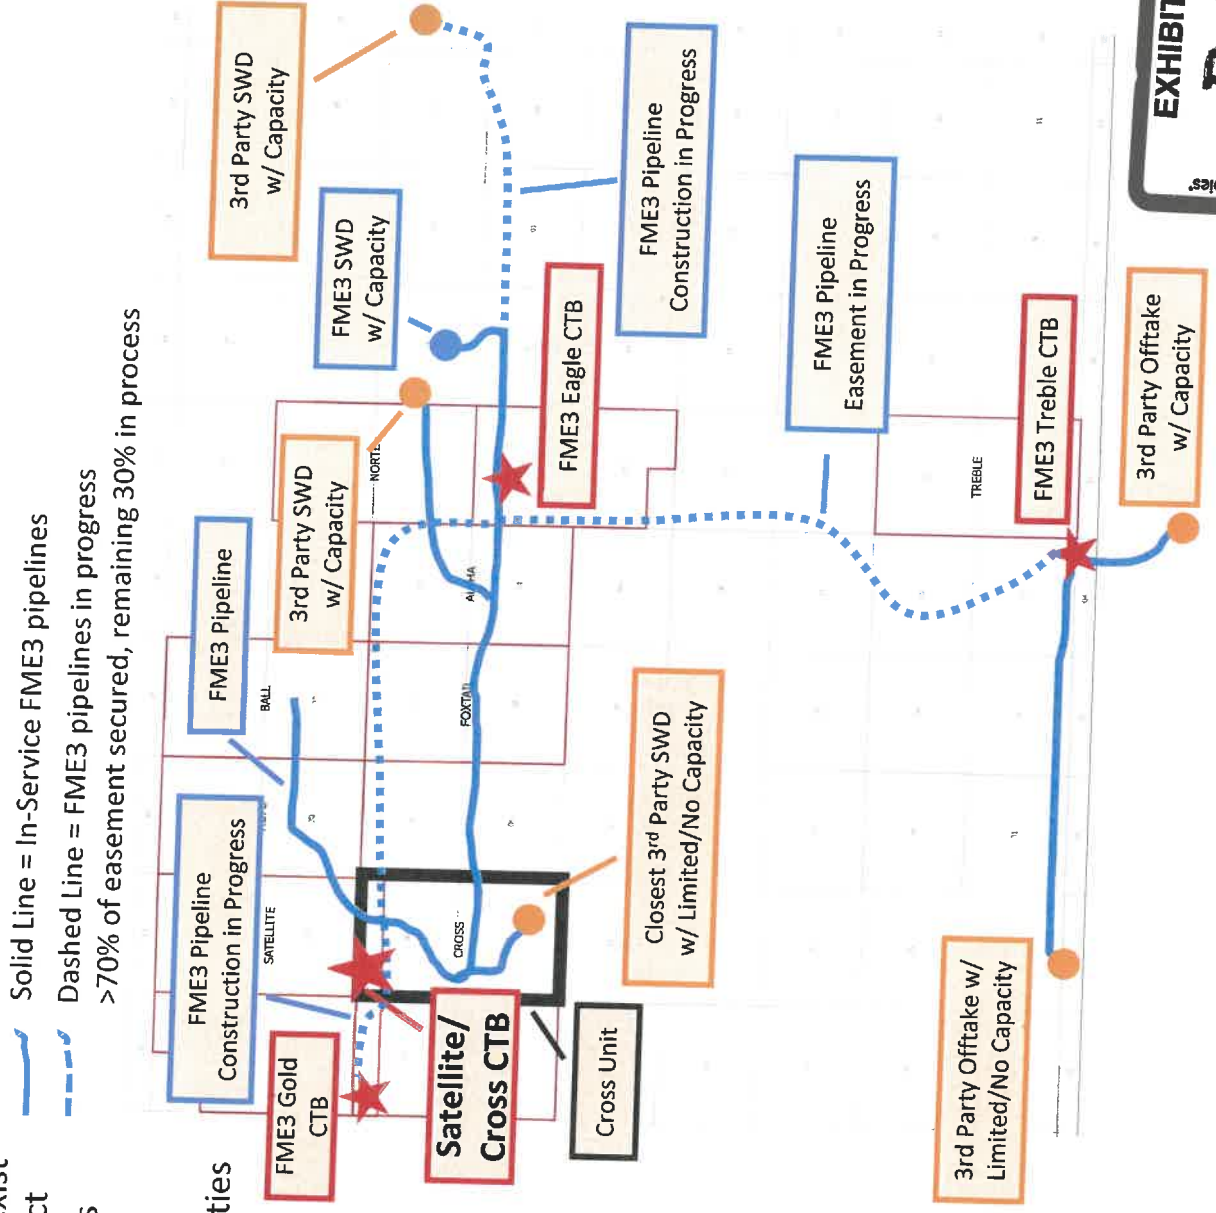 Solid Line = In-Service FME3 pipelines
Dashed Line = FME3 pipelines in progress
>70% of easement secured, remaining 30% in process
ties
FME3 Gold
CTB
FME3 Pipeline
Construction in Progress
SATELLITE
FME3 Pipeline
BALL
3rd Party SWD
w/ Capacity
FME3 SWD
w/ Capacity
3rd Party SWD
w/ Capacity
Satellite/
Cross CTB
CROSS
FOXTAIL
FME3 Eagle CTB
FME3 Pipeline
Construction in Progress
Cross Unit
Closest 3rd Party SWD
w/ Limited/No Capacity
FME3 Pipeline
Easement in Progress
TREBLE
FME3 Treble CTB
3rd Party Offtake w/
Limited/No Capacity
3rd Party Offtake
w/ Capacity
EXHIBIT